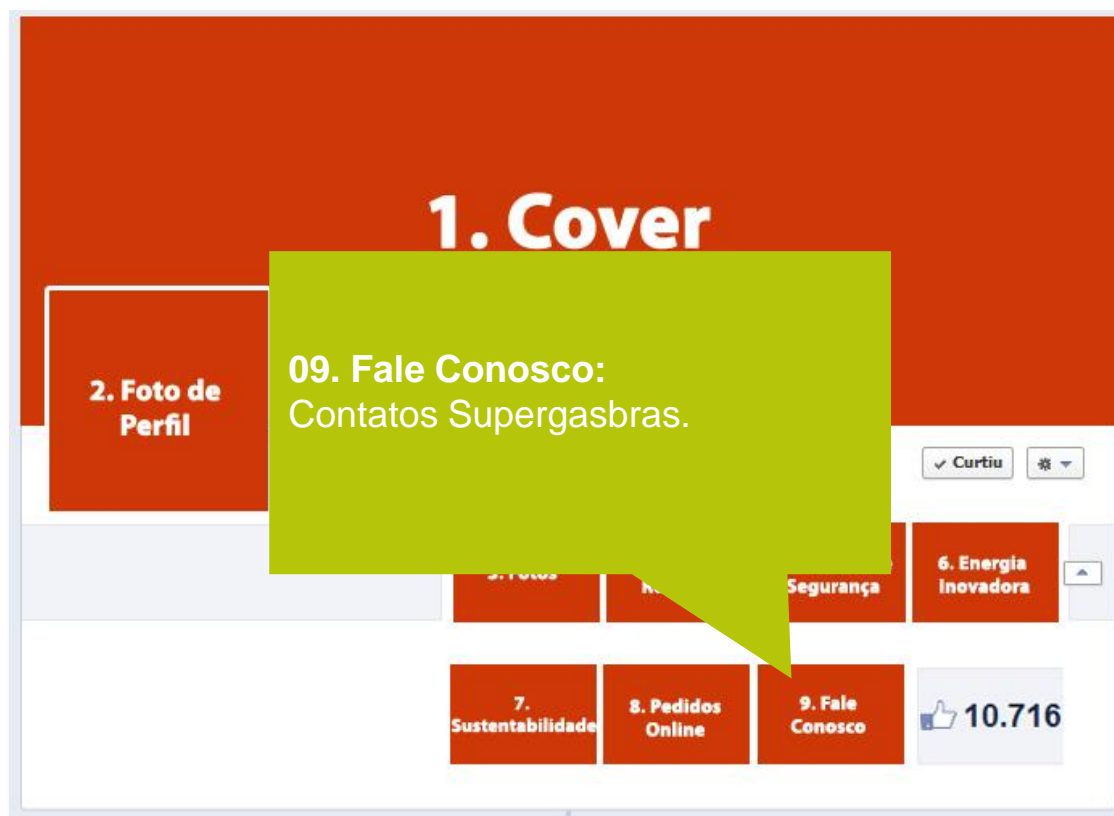 1. Cover
2. Foto de
Perfil
09. Fale Conosco:
Contatos Supergasbras.
Curtiu
Segurança
6. Energia
Inovadora
7.
Sustentabilidade
8. Pedidos
Online
9. Fale
Conosco
10.716